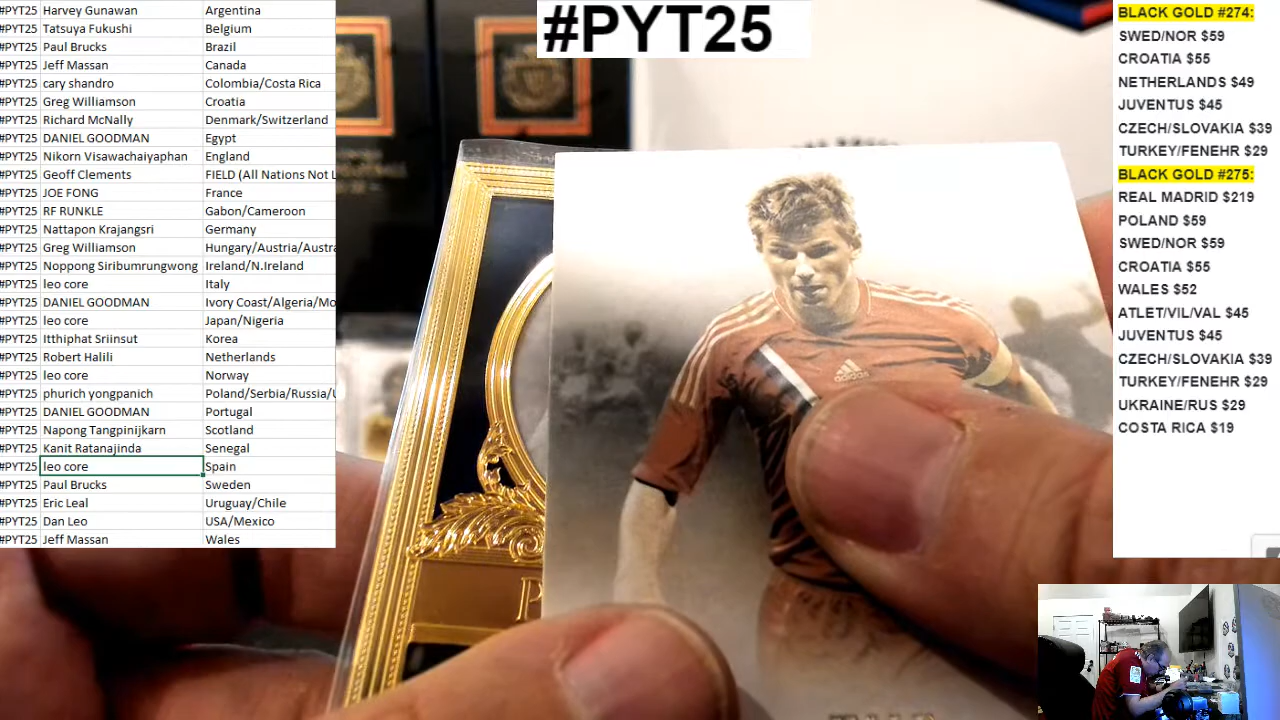 #PYT25 Harvey Gunawan Argentina
#PYT25 Tatsuya Fukushi Belgium
#PYT25 Paul Brucks Brazil
#PYT25 Jeff Massan Canada
#PYT25 cary shandro Colombia/Costa Rica
#PYT25 Greg Williamson Croatia
#PYT25 Richard McNally Denmark/Switzerland
#PYT25 DANIEL GOODMAN Egypt
#PYT25 Nikorn Visawachaiyaphan England
#PYT25 Geoff Clements FIELD (All Nations Not L
#PYT25 JOE FONG France
#PYT25 RF RUNKLE Gabon/Cameroon
#PYT25 Nattapon Krajangsri Germany
#PYT25 Greg Williamson Hungary/Austria/Austra
#PYT25 Noppong Siribumrungwong Ireland/N.Ireland
#PYT25 leo core Italy
#PYT25 DANIEL GOODMAN Ivory Coast/Algeria/Mo
#PYT25 leo core Japan/Nigeria
#PYT25 Itthiphat Sriinsut Korea
#PYT25 Robert Halili Netherlands
#PYT25 leo core Norway
#PYT25 phurich yongpanich Poland/Serbia/Russia/U
#PYT25 DANIEL GOODMAN Portugal
#PYT25 Napong Tangpinijkarn Scotland
#PYT25 Kanit Ratanajinda Senegal
#PYT25 leo core Spain
#PYT25 Paul Brucks Sweden
#PYT25 Eric Leal Uruguay/Chile
#PYT25 Dan Leo USA/Mexico
#PYT25 Jeff Massan Wales
#PYT25
adidas
BLACK GOLD #274:
SWED/NOR $59
CROATIA $55
NETHERLANDS $49
JUVENTUS $45
CZECH/SLOVAKIA $39
TURKEY/FENEHR $29
BLACK GOLD #275:
REAL MADRID $219
POLAND $59
SWED/NOR $59
CROATIA $55
WALES $52
ATLET/VIL/VAL $45
JUVENTUS $45
CZECH/SLOVAKIA $39
TURKEY/FENEHR $29
UKRAINE/RUS $29
COSTA RICA $19